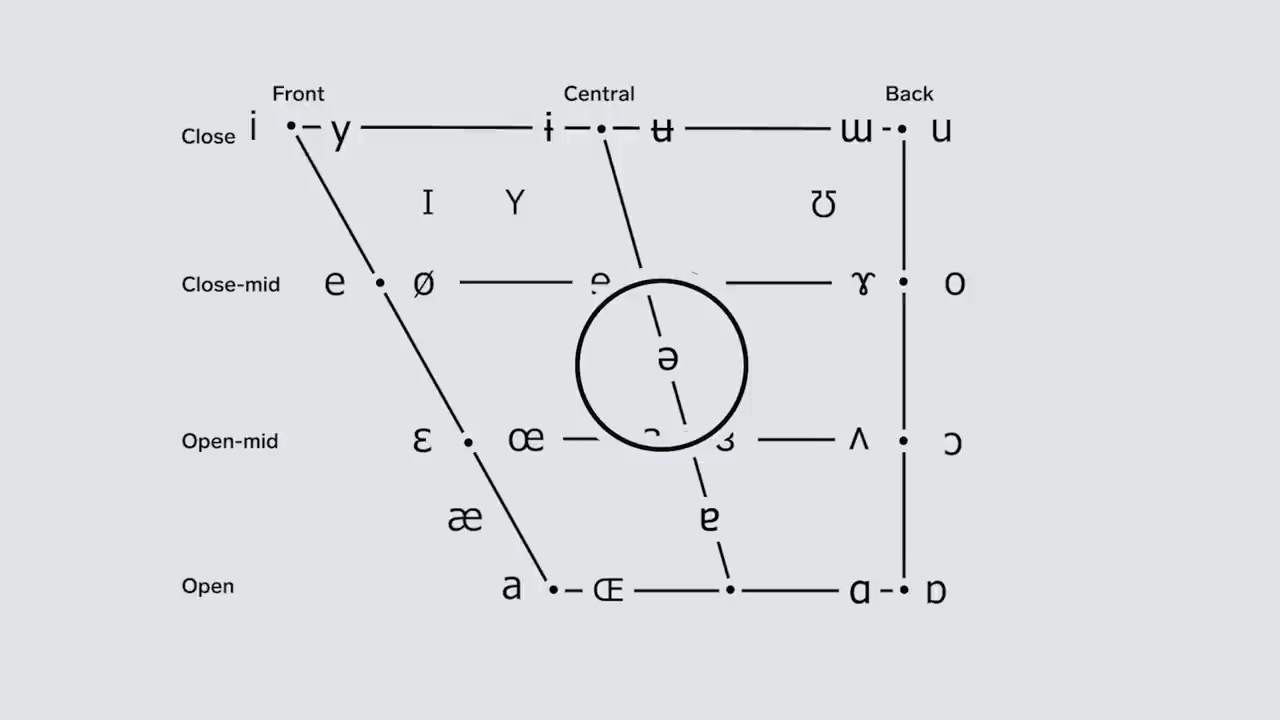 Front Central Back
Close i y ɨ ʉ ɯ u
ɪ ʏ ʊ
Close-mid e ø ɤ o
ə
Open-mid ɛ œ ʌ ɔ
æ ɐ
Open a ɶ ɑ ɒ